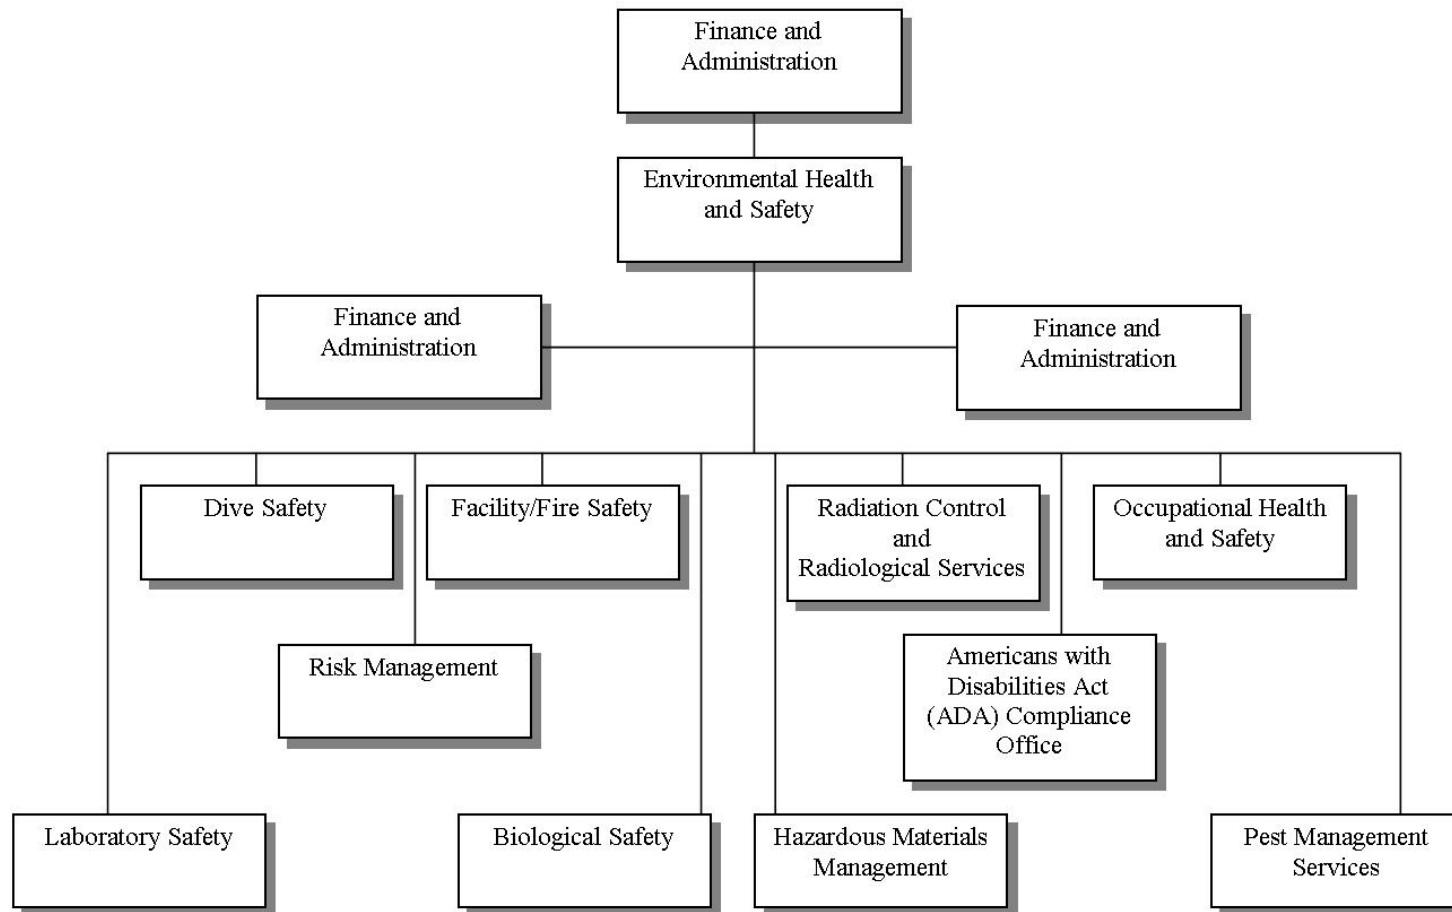 Finance and
Administration
Environmental Health
and Safety
Finance and
Administration
Finance and
Administration
Dive Safety
Facility/Fire Safety
Radiation Control
and
Radiological Services
Occupational Health
and Safety
Risk Management
Americans with
Disabilities Act
(ADA) Compliance
Office
Laboratory Safety
Biological Safety
Hazardous Materials
Management
Pest Management
Services